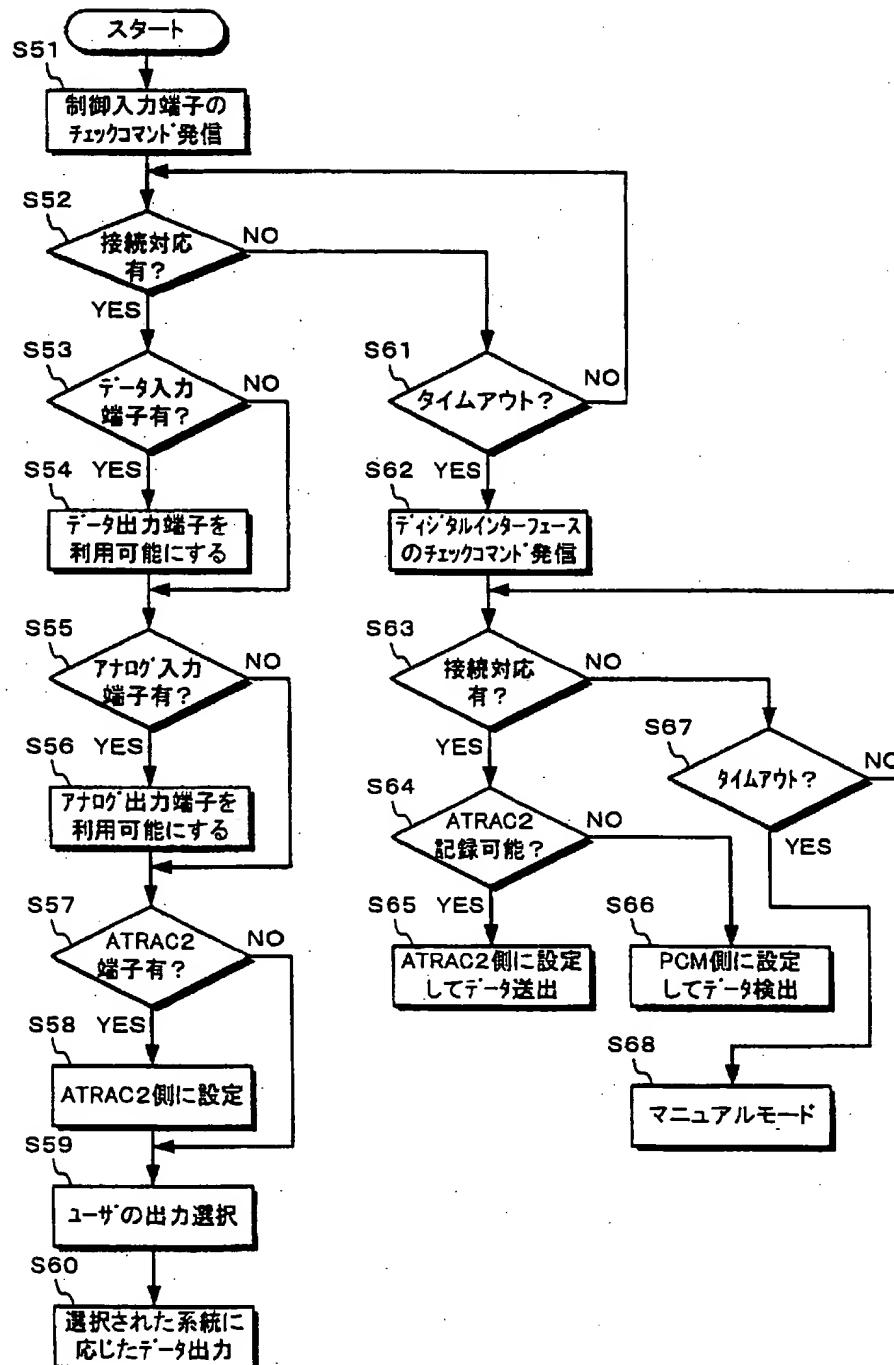 スタート
S51
制御入力端子の
チェックコマンド発信
S52
接続対応
有?
NO
YES
S53
データ入力
端子有?
NO
S61
タイムアウト?
NO
S54 YES
データ出力端子を
利用可能にする
S62 YES
ディジタルインターフェース
のチェックコマンド発信
S55
アナログ入力
端子有?
NO
S63
接続対応
有?
NO
S56 YES
アナログ出力端子を
利用可能にする
YES
S67
タイムアウト?
NO
YES
S64
ATRAC2
記録可能?
NO
S57
ATRAC2
端子有?
NO
S65 YES
ATRAC2側に設定
してデータ送出
S66
PCM側に設定
してデータ検出
S58 YES
ATRAC2側に設定
S68
マニュアルモード
S59
ユーザの出力選択
S60
選択された系統に
応じたデータ出力